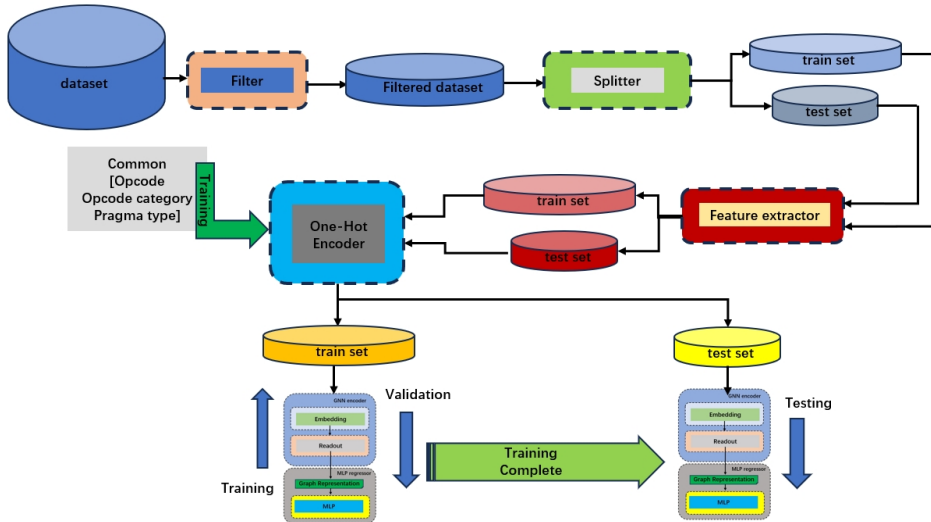 dataset
Filter
Filtered dataset
Splitter
train set
test set
Common
[Opcode
Opcode category
Pragma type]
Training
One-Hot
Encoder
train set
test set
Feature extractor
train set
test set
Training
Validation
GNN encoder
Embedding
Readout
MLP regressor
Graph Representation
MLP
Training
Complete
GNN encoder
Embedding
Readout
MLP regressor
Graph Representation
MLP
Testing